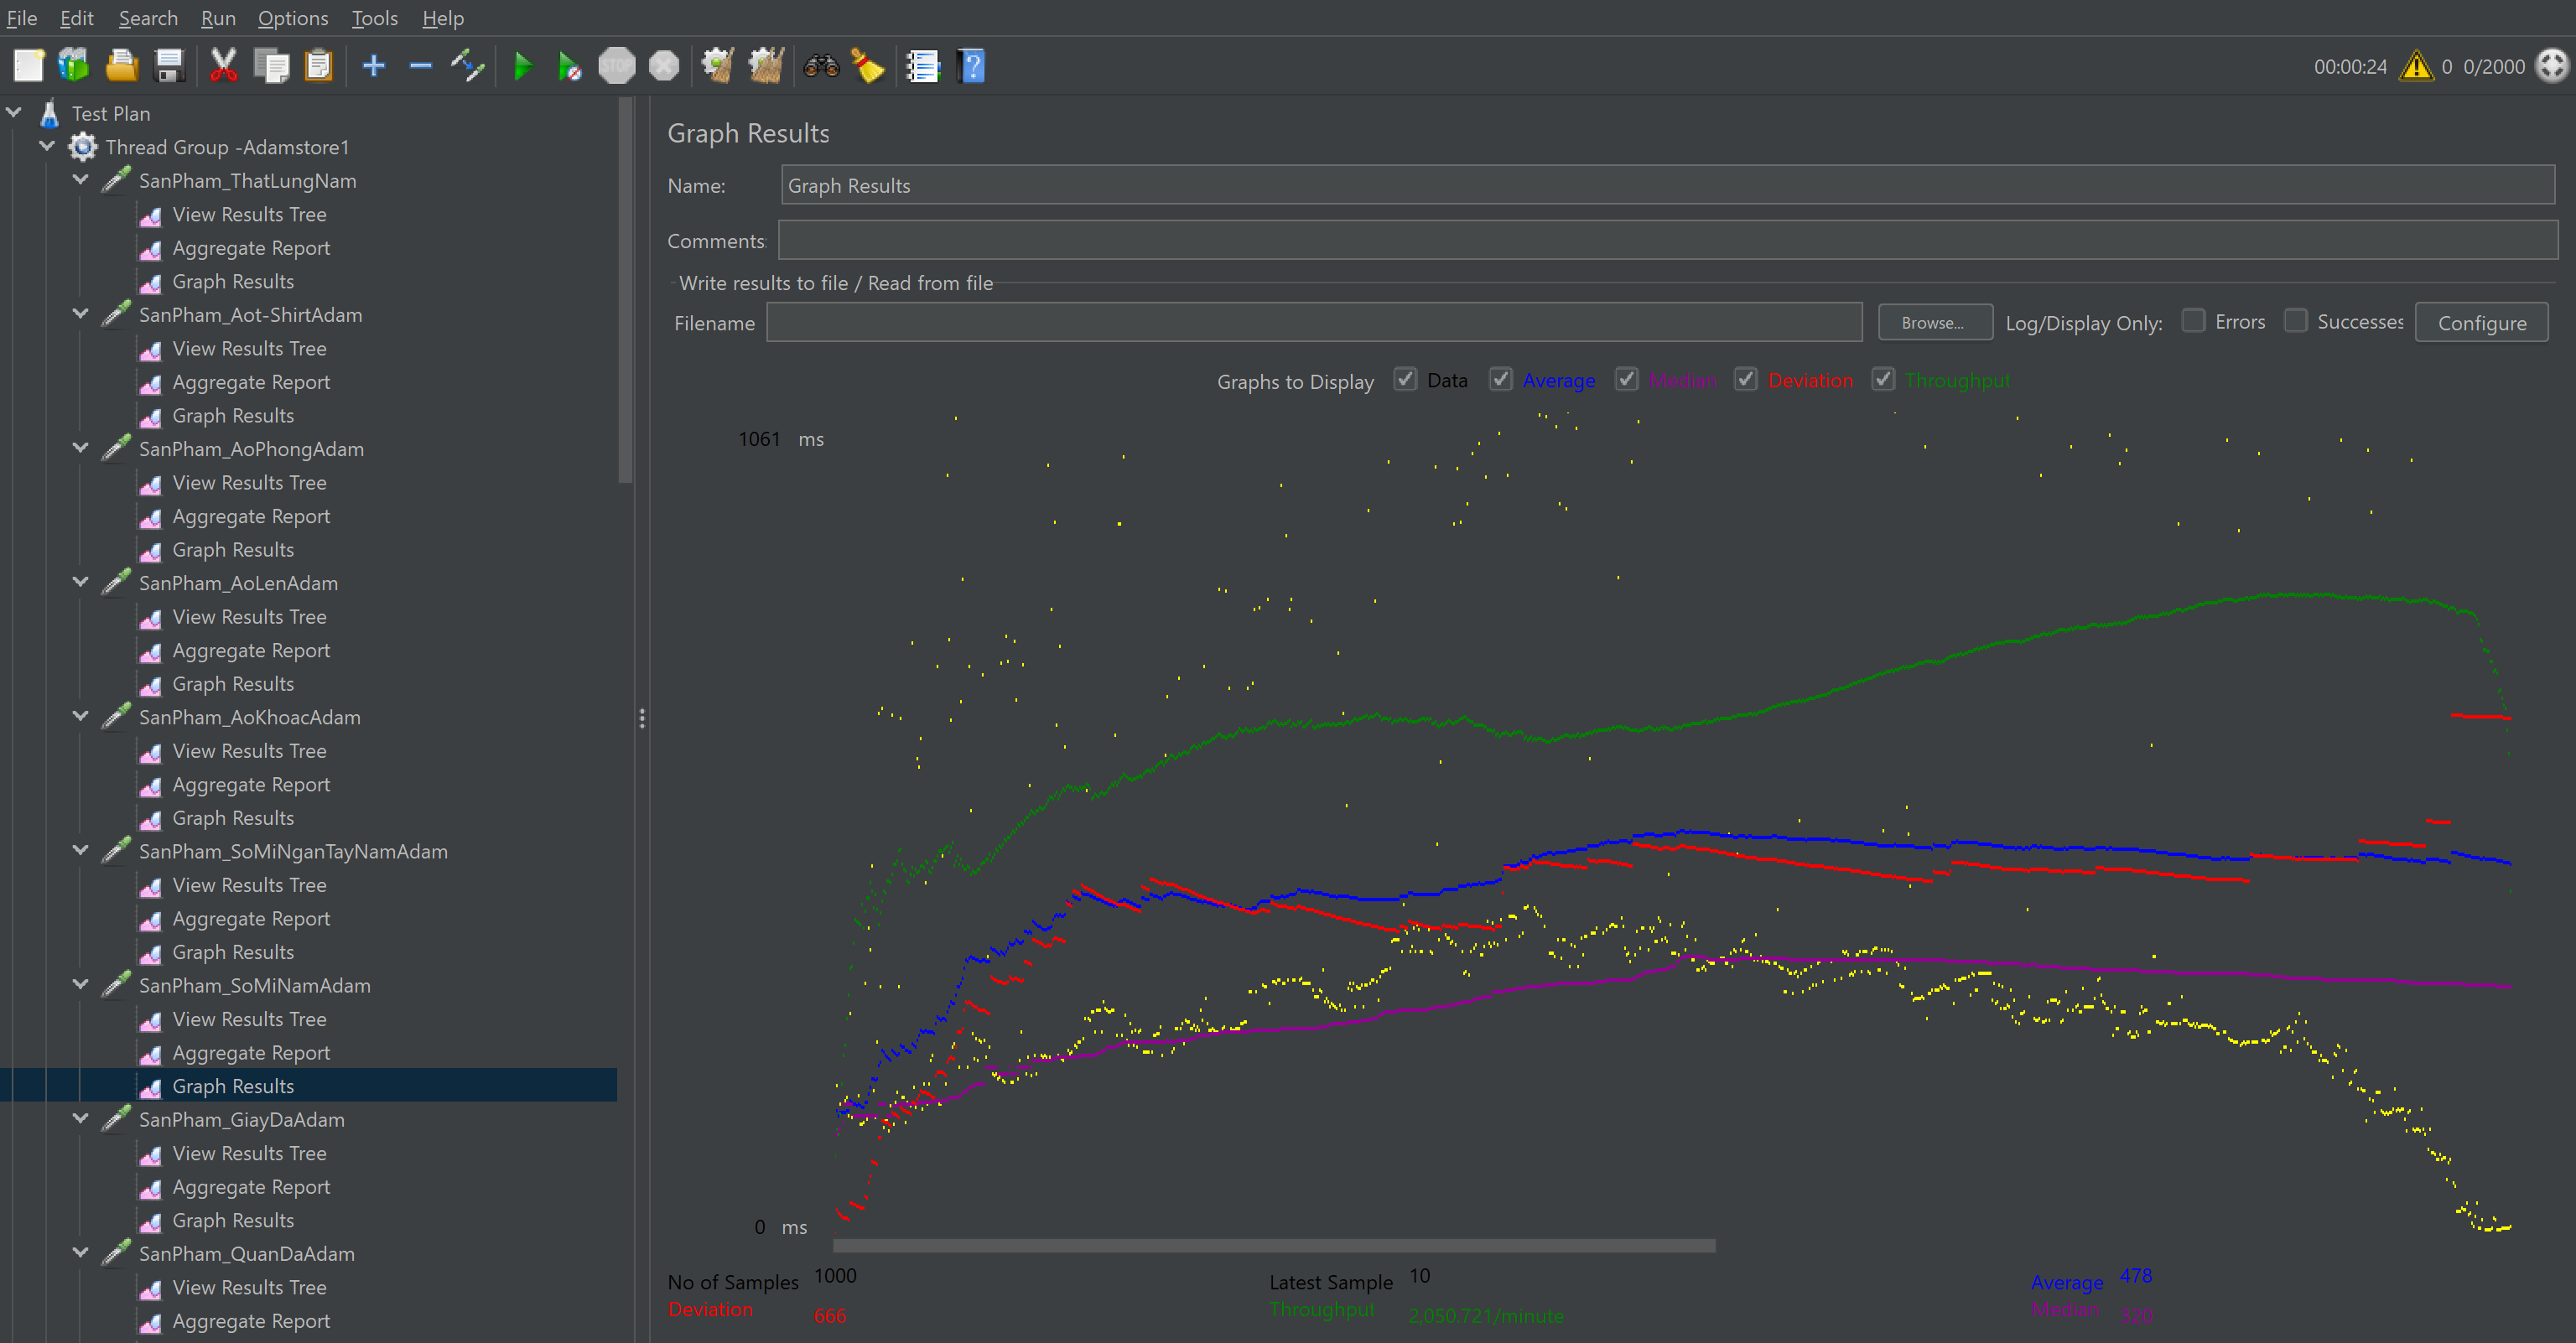 File Edit Search Run Options Tools Help
STOP
00:00:24 0 0/2000
Test Plan
Thread Group -Adamstore1
SanPham_ThatLungNam
View Results Tree
Aggregate Report
Graph Results
SanPham_Aot-ShirtAdam
View Results Tree
Aggregate Report
Graph Results
SanPham_AoPhongAdam
View Results Tree
Aggregate Report
Graph Results
SanPham_AoLenAdam
View Results Tree
Aggregate Report
Graph Results
SanPham_AoKhoacAdam
View Results Tree
Aggregate Report
Graph Results
SanPham_SoMiNganTayNamAdam
View Results Tree
Aggregate Report
Graph Results
SanPham_SoMiNamAdam
View Results Tree
Aggregate Report
Graph Results
SanPham_GiayDaAdam
View Results Tree
Aggregate Report
Graph Results
SanPham_QuanDaAdam
View Results Tree
Aggregate Report
Graph Results
Name: Graph Results
Comments:
Write results to file / Read from file
Filename Browse... Log/Display Only: Errors Successes Configure
Graphs to Display Data Average Median Deviation Throughput
1061 ms
0 ms
No of Samples 1000 Latest Sample 10 Average 478
Deviation 666 Throughput 2,050.721/minute Median 320